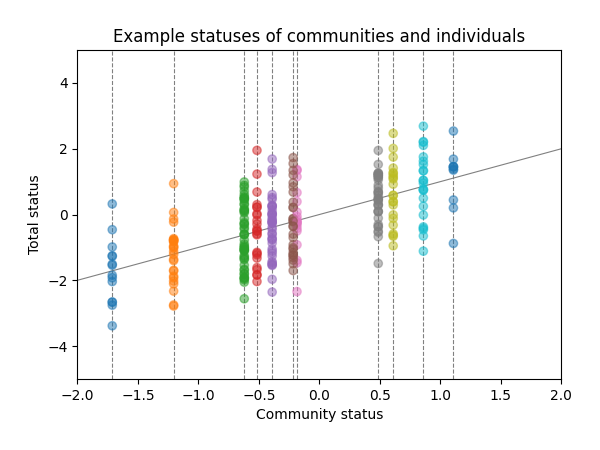 Example statuses of communities and individuals
Total status
4
2
0
−2
−4
−2.0 −1.5 −1.0 −0.5 0.0 0.5 1.0 1.5 2.0
Community status